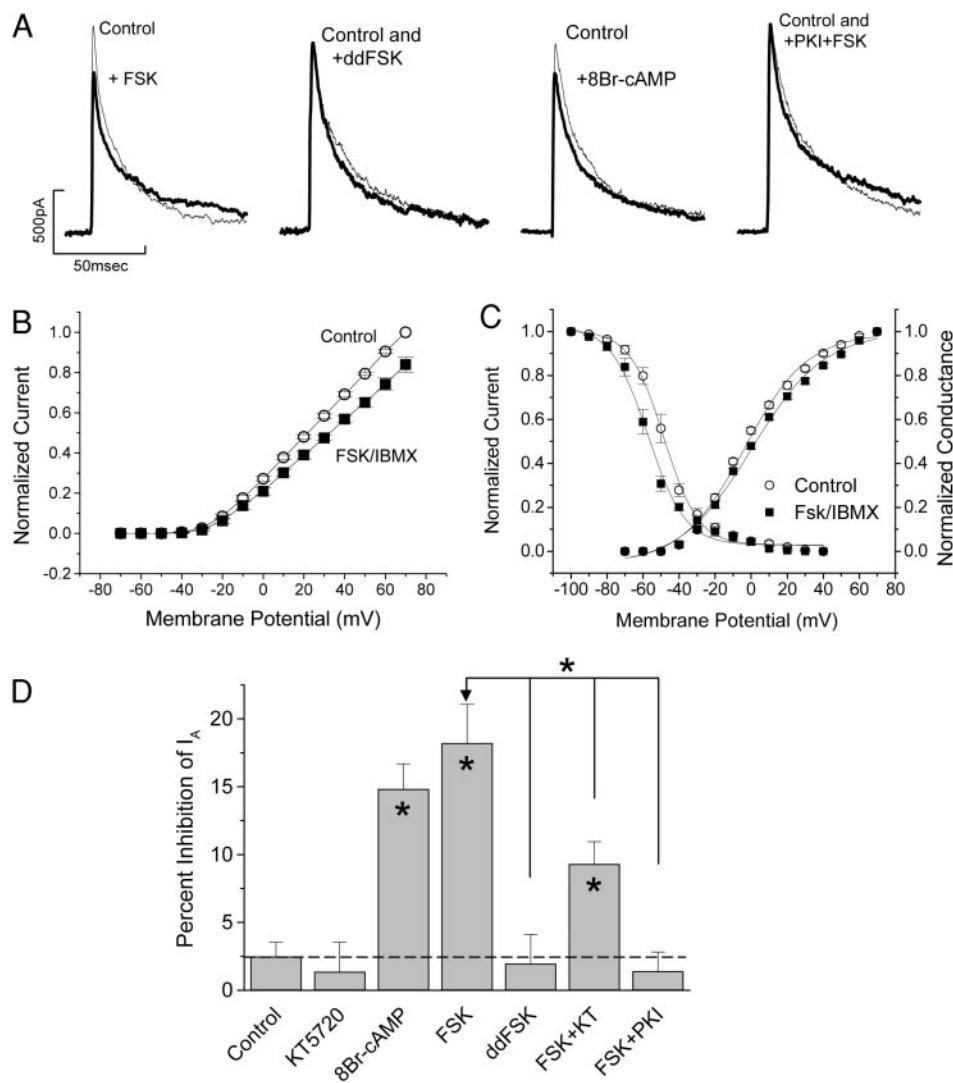 A
Control
+ FSK
Control and
+ddFSK
Control
+8Br-cAMP
Control and
+PKI+FSK
500pA
50msec
B
Normalized Current
1.0
0.8
0.6
0.4
0.2
0.0
-0.2
Control
FSK/IBMX
-80 -60 -40 -20 0 20 40 60 80
Membrane Potential (mV)
C
Normalized Current
1.0
0.8
0.6
0.4
0.2
0.0
Control
Fsk/IBMX
1.0
0.8
0.6
0.4
0.2
0.0
Normalized Conductance
-100 -80 -60 -40 -20 0 20 40 60 80
Membrane Potential (mV)
D
Percent Inhibition of IA
20
15
10
5
0
*
*
*
*
Control
KT5720
8Br-cAMP
FSK
ddFSK
FSK+KT
FSK+PKI